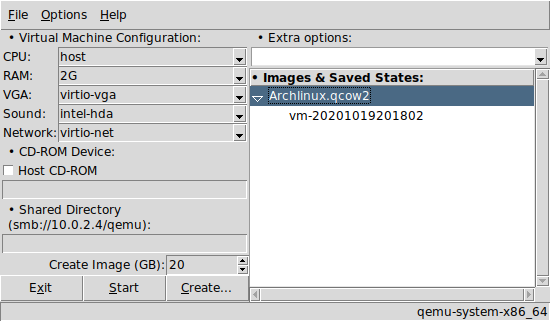 File Options Help
• Virtual Machine Configuration:
CPU: host
RAM: 2G
VGA: virtio-vga
Sound: intel-hda
Network: virtio-net
• CD-ROM Device:
Host CD-ROM
• Shared Directory
(smb://10.0.2.4/qemu):
Create Image (GB): 20
Exit Start Create...
• Extra options:
• Images & Saved States:
Archlinux.qcow2
vm-20201019201802
qemu-system-x86_64